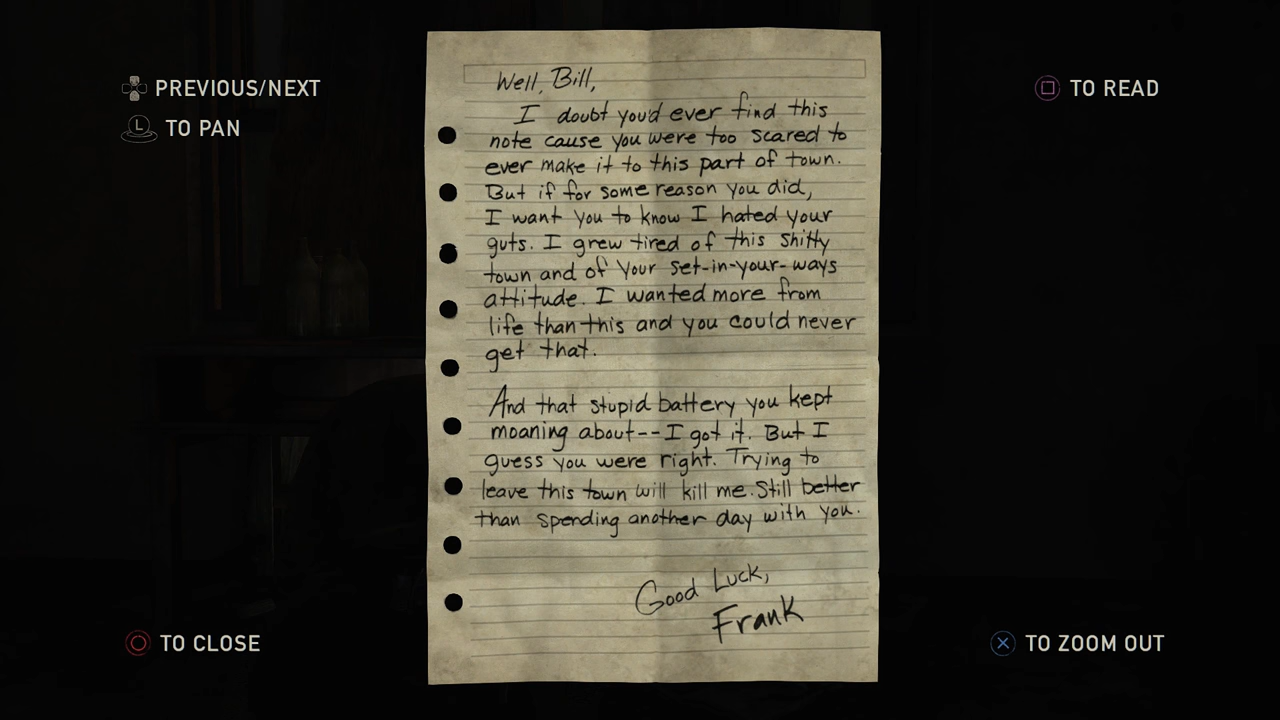 PREVIOUS/NEXT
L TO PAN
TO READ
Well, Bill,
I doubt you'd ever find this
note cause you were too scared to
ever make it to this part of town.
But if for some reason you did,
I want you to know I hated your
guts. I grew tired of this shitty
town and of your set-in-your-ways
attitude. I wanted more from
life than this and you could never
get that.
And that stupid battery you kept
moaning about--I got it. But I
guess you were right. Trying to
leave this town will kill me. Still better
than spending another day with you.
Good Luck,
Frank
TO CLOSE
TO ZOOM OUT